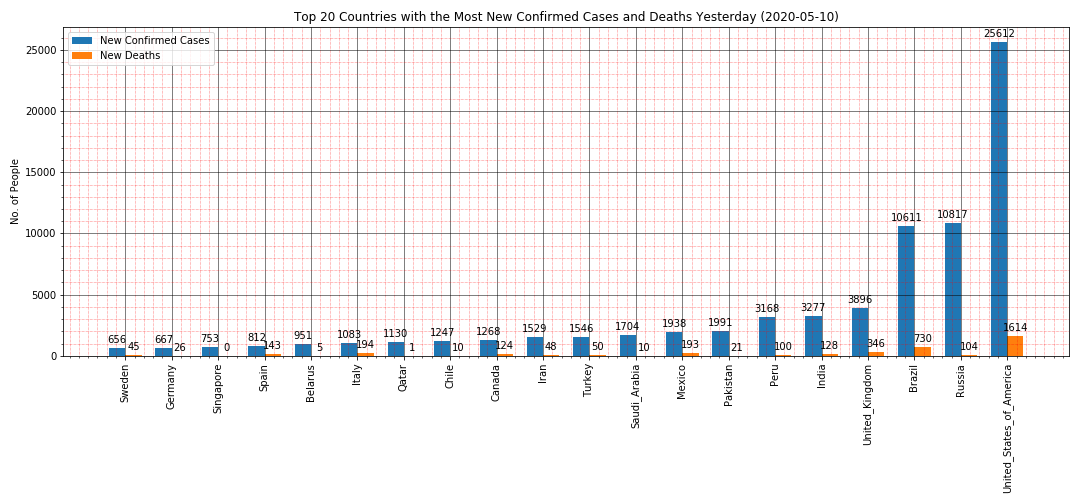 Top 20 Countries with the Most New Confirmed Cases and Deaths Yesterday (2020-05-10)
New Confirmed Cases
New Deaths
No. of People
25000
20000
15000
10000
5000
0
656 45
667 26
753 0
812 143
951 5
1083 194
1130 1
1247 10
1268 124
1529 48
1546 50
1704 10
1938 193
1991 21
3168 100
3277 128
3896 346
10611 730
10817 104
25612 1614
Sweden
Germany
Singapore
Spain
Belarus
Italy
Qatar
Chile
Canada
Iran
Turkey
Saudi_Arabia
Mexico
Pakistan
Peru
India
United_Kingdom
Brazil
Russia
United_States_of_America